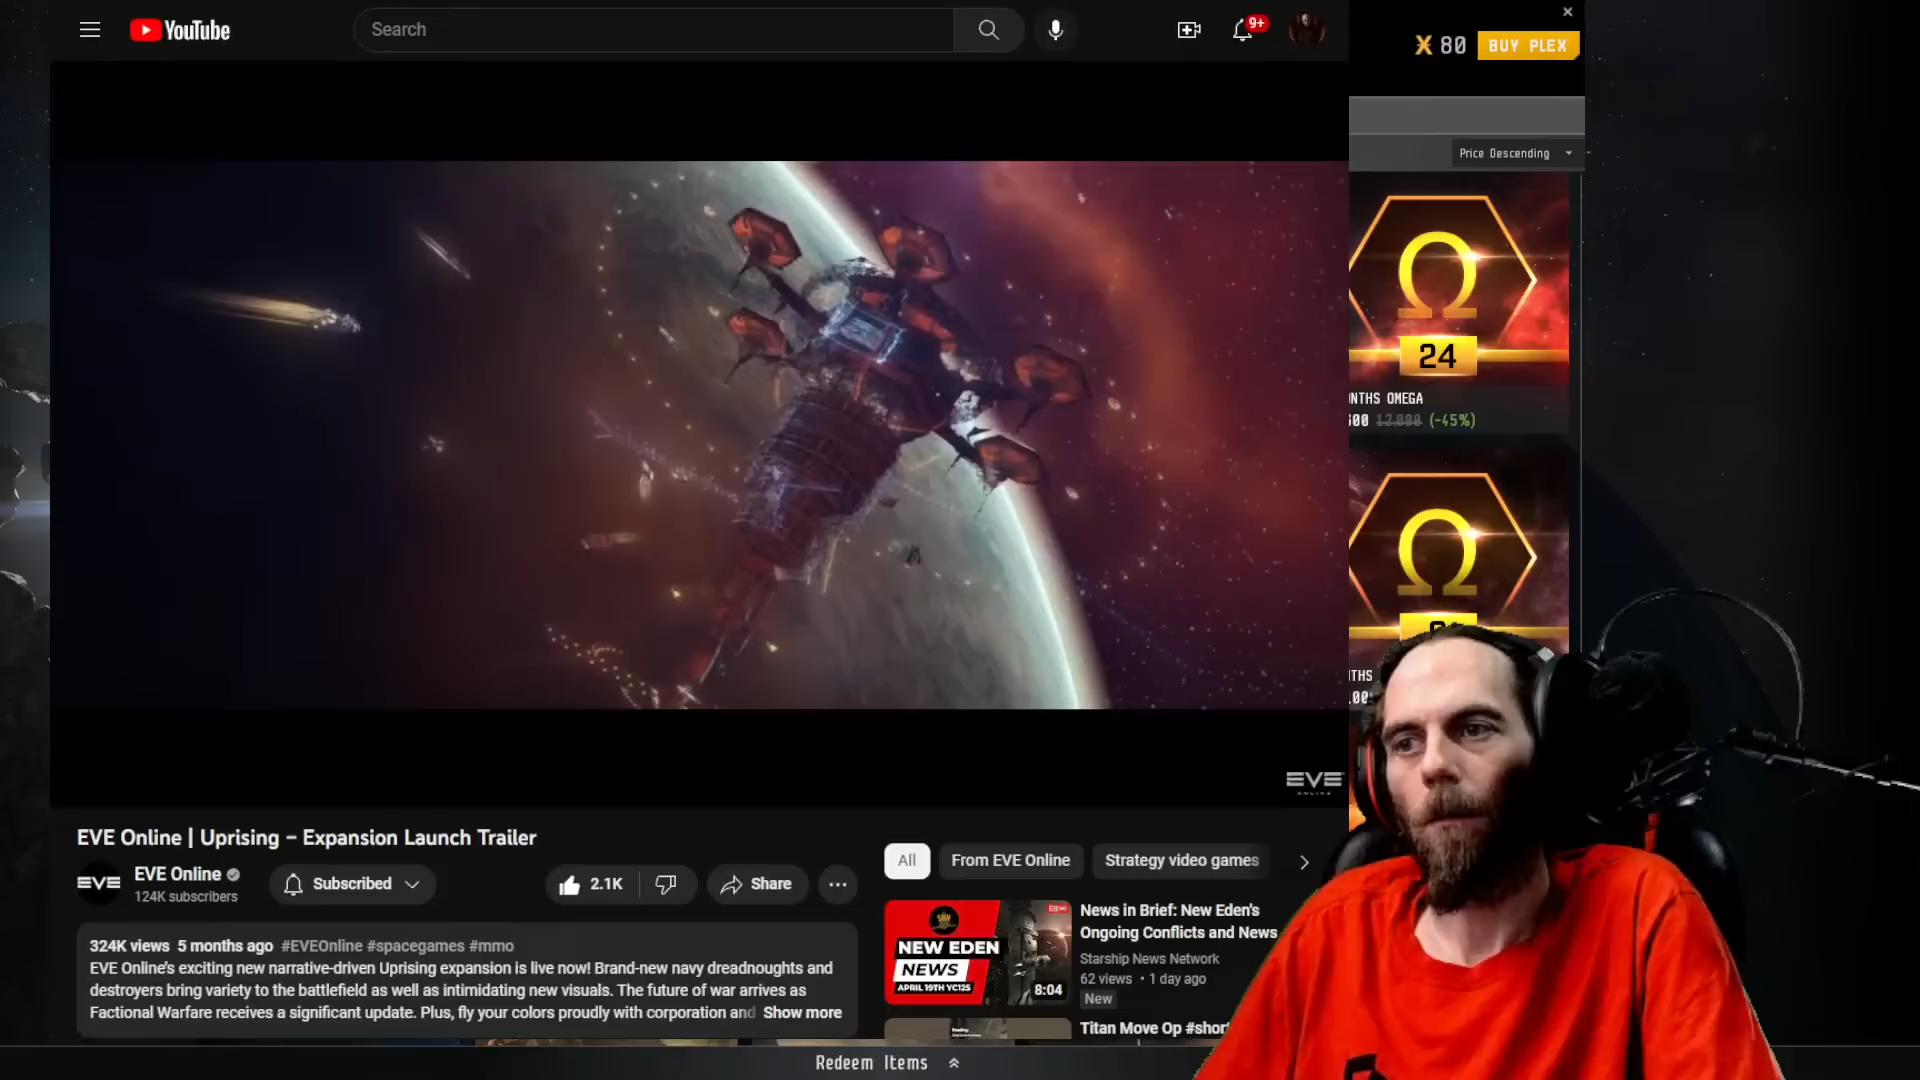 YouTube
Search
9+
80
BUY PLEX
Price Descending
Ω
24
NTHS OMEGA
12,000 (-45%)
Ω
EVE
ONLINE
EVE Online | Uprising – Expansion Launch Trailer
EVE
EVE Online
124K subscribers
Subscribed
2.1K
Share
324K views 5 months ago #EVEOnline #spacegames #mmo
EVE Online's exciting new narrative-driven Uprising expansion is live now! Brand-new navy dreadnoughts and
destroyers bring variety to the battlefield as well as intimidating new visuals. The future of war arrives as
Factional Warfare receives a significant update. Plus, fly your colors proudly with corporation and Show more
All
From EVE Online
Strategy video games
NEW EDEN
NEWS
APRIL 19TH YC125
8:04
News in Brief: New Eden's
Ongoing Conflicts and News
Starship News Network
62 views • 1 day ago
New
Titan Move Op #shor
Redeem Items